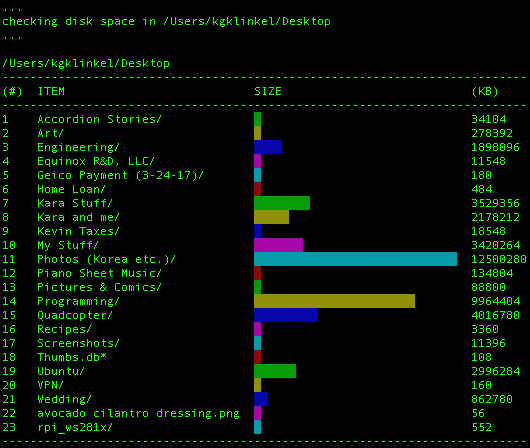 ...
checking disk space in /Users/kgklinkel/Desktop
...
/Users/kgklinkel/Desktop
--------------------------------------------------------------------------------
(#) ITEM SIZE (KB)
--------------------------------------------------------------------------------
1 Accordion Stories/ 34104
2 Art/ 278392
3 Engineering/ 1898096
4 Equinox R&D, LLC/ 11548
5 Geico Payment (3-24-17)/ 180
6 Home Loan/ 484
7 Kara Stuff/ 3529356
8 Kara and me/ 2178212
9 Kevin Taxes/ 18548
10 My Stuff/ 3420264
11 Photos (Korea etc.)/ 12500280
12 Piano Sheet Music/ 134804
13 Pictures & Comics/ 88800
14 Programming/ 9964404
15 Quadcopter/ 4016780
16 Recipes/ 3360
17 Screenshots/ 11396
18 Thumbs.db* 108
19 Ubuntu/ 2996284
20 VPN/ 160
21 Wedding/ 862780
22 avocado cilantro dressing.png 56
23 rpi_ws281x/ 552
--------------------------------------------------------------------------------